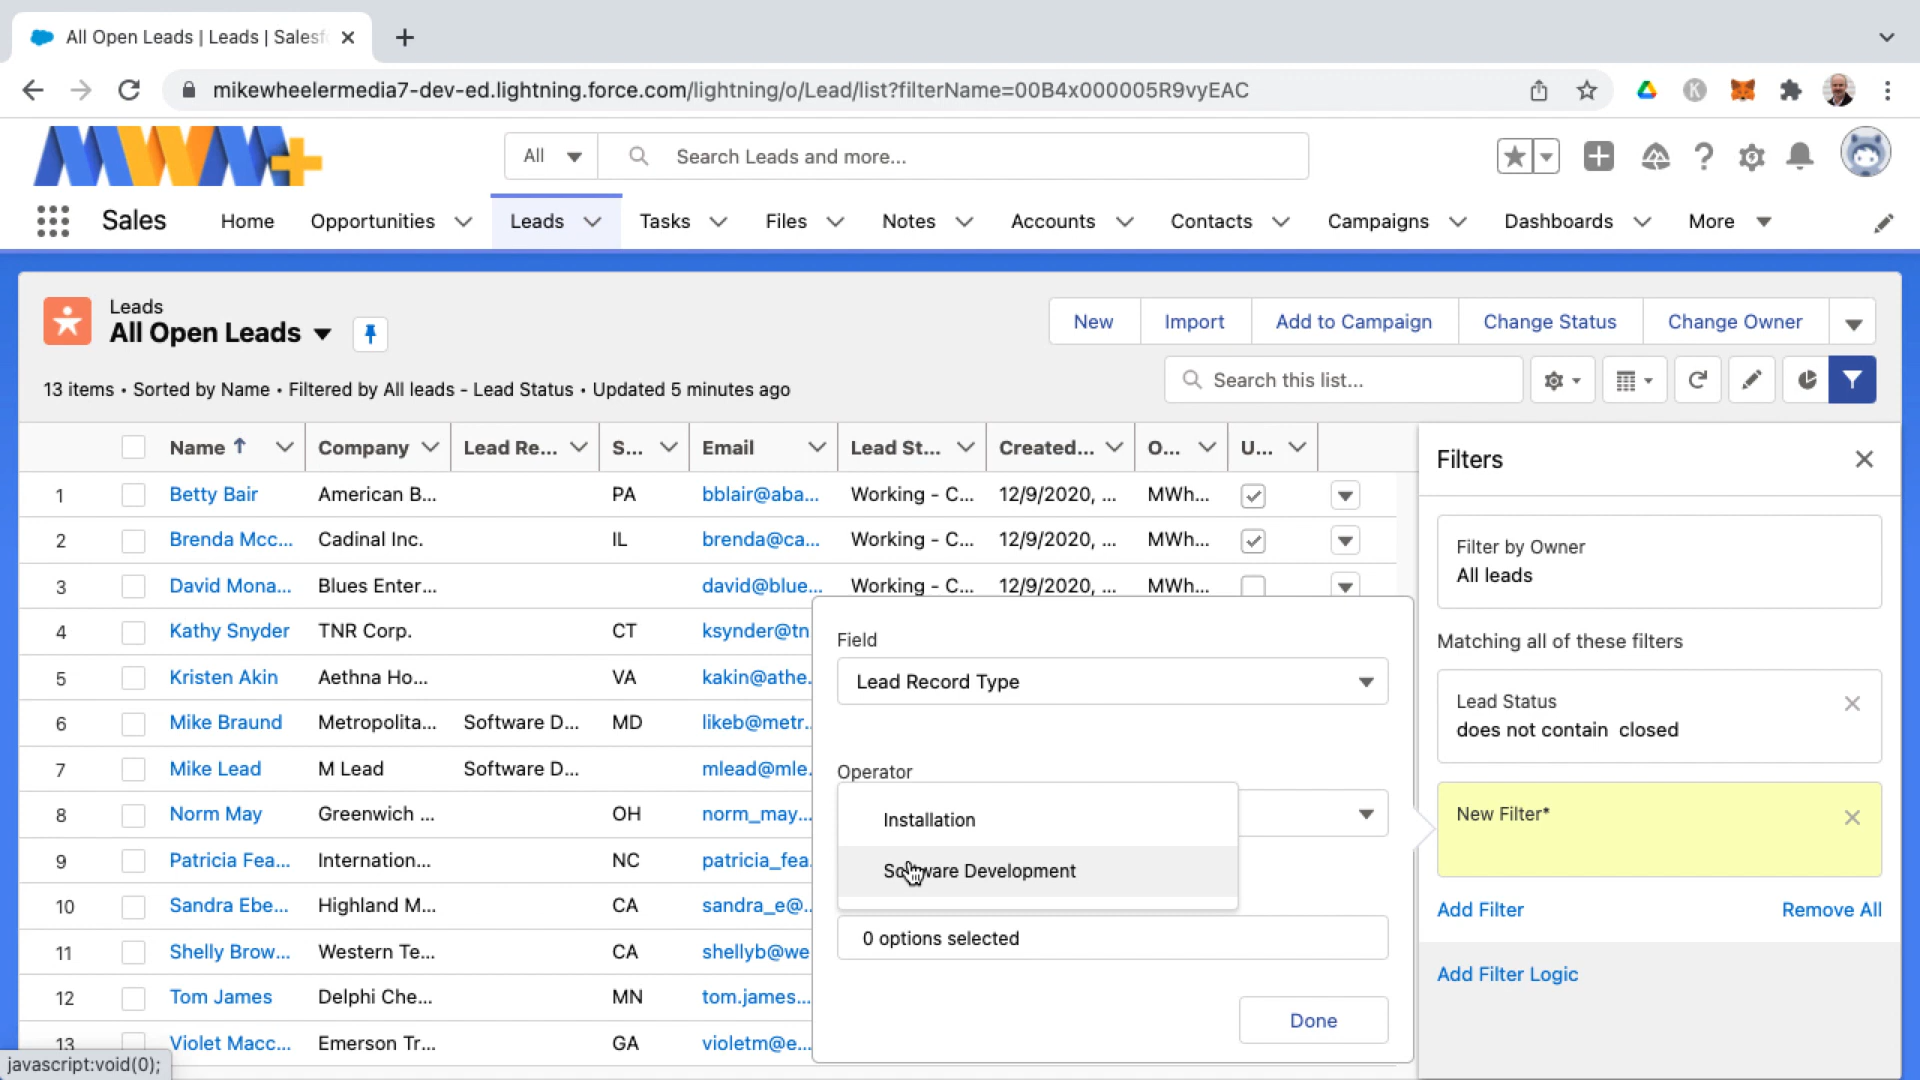 All Open Leads | Leads | Salesf
mikewheelermedia7-dev-ed.lightning.force.com/lightning/o/Lead/list?filterName=00B4x000005R9vyEAC
MWM+
All
Search Leads and more...
Sales
Home
Opportunities
Leads
Tasks
Files
Notes
Accounts
Contacts
Campaigns
Dashboards
More
Leads
All Open Leads
New
Import
Add to Campaign
Change Status
Change Owner
13 items • Sorted by Name • Filtered by All leads - Lead Status • Updated 5 minutes ago
Search this list...
Name Company Lead Re... S... Email Lead St... Created... O... U...
1 Betty Bair American B... PA bblair@aba... Working - C... 12/9/2020, ... MWh...
2 Brenda Mcc... Cadinal Inc. IL brenda@ca... Working - C... 12/9/2020, ... MWh...
3 David Mona... Blues Enter... david@blue... Working - C... 12/9/2020, ... MWh...
4 Kathy Snyder TNR Corp. CT ksynder@tn
5 Kristen Akin Aethna Ho... VA kakin@athe.
6 Mike Braund Metropolita... Software D... MD likeb@metr.
7 Mike Lead M Lead Software D... mlead@mle.
8 Norm May Greenwich ... OH norm_may...
9 Patricia Fea... Internation... NC patricia_fea
10 Sandra Ebe... Highland M... CA sandra_e@..
11 Shelly Brow... Western Te... CA shellyb@we
12 Tom James Delphi Che... MN tom.james...
13 Violet Macc... Emerson Tr... GA violetm@e...
Field
Lead Record Type
Operator
Installation
Software Development
0 options selected
Done
Filters
Filter by Owner
All leads
Matching all of these filters
Lead Status
does not contain closed
New Filter*
Add Filter
Remove All
Add Filter Logic
javascript:void(0);